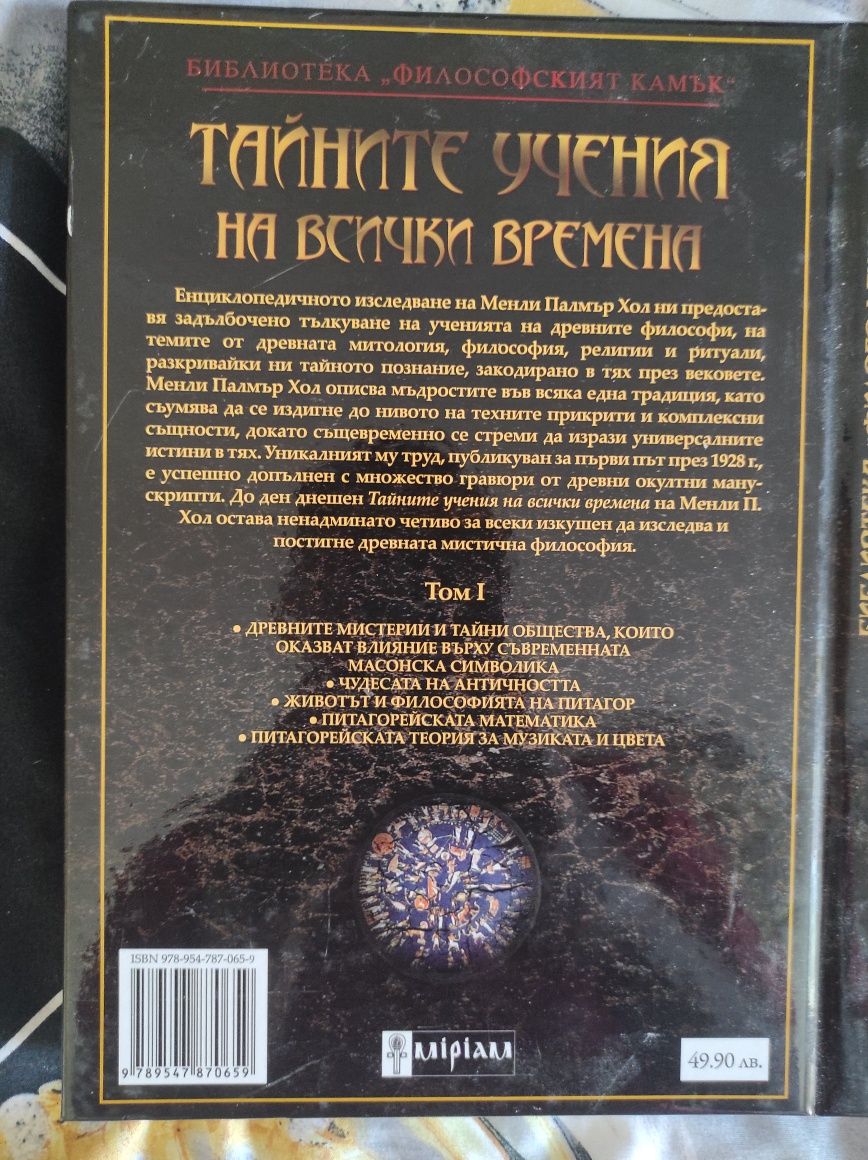 БИБЛИОТЕКА „ФИЛОСОФСКИЯТ КАМЪК“
ТАЙНИТЕ УЧЕНИЯ
НА ВСИЧКИ ВРЕМЕНА
Енциклопедичното изследване на Менли Палмър Хол ни предоста-
вя задълбочено тълкуване на ученията на древните философи, на
темите от древната митология, философия, религии и ритуали,
разкривайки ни тайното познание, закодирано в тях през вековете.
Менли Палмър Хол описва мъдростите във всяка една традиция, като
съумява да се издигне до нивото на техните прикрити и комплексни
същности, докато същевременно се стреми да изрази универсалните
истини в тях. Уникалният му труд, публикуван за първи път през 1928 г.,
е успешно допълнен с множество гравюри от древни окултни ману-
скрипти. До ден днешен Тайните учения на всички времена на Менли П.
Хол остава ненадминато четиво за всеки изкушен да изследва и
постигне древната мистична философия.
Том I
• ДРЕВНИТЕ МИСТЕРИИ И ТАЙНИ ОБЩЕСТВА, КОИТО
ОКАЗВАТ ВЛИЯНИЕ ВЪРХУ СЪВРЕМЕННАТА
МАСОНСКА СИМВОЛИКА
• ЧУДЕСАТА НА АНТИЧНОСТТА
• ЖИВОТЪТ И ФИЛОСОФИЯТА НА ПИТАГОР
• ПИТАГОРЕЙСКАТА МАТЕМАТИКА
• ПИТАГОРЕЙСКАТА ТЕОРИЯ ЗА МУЗИКАТА И ЦВЕТА
ISBN 978-954-787-065-9
9 789547 870659
мiрiам
49.90 лв.